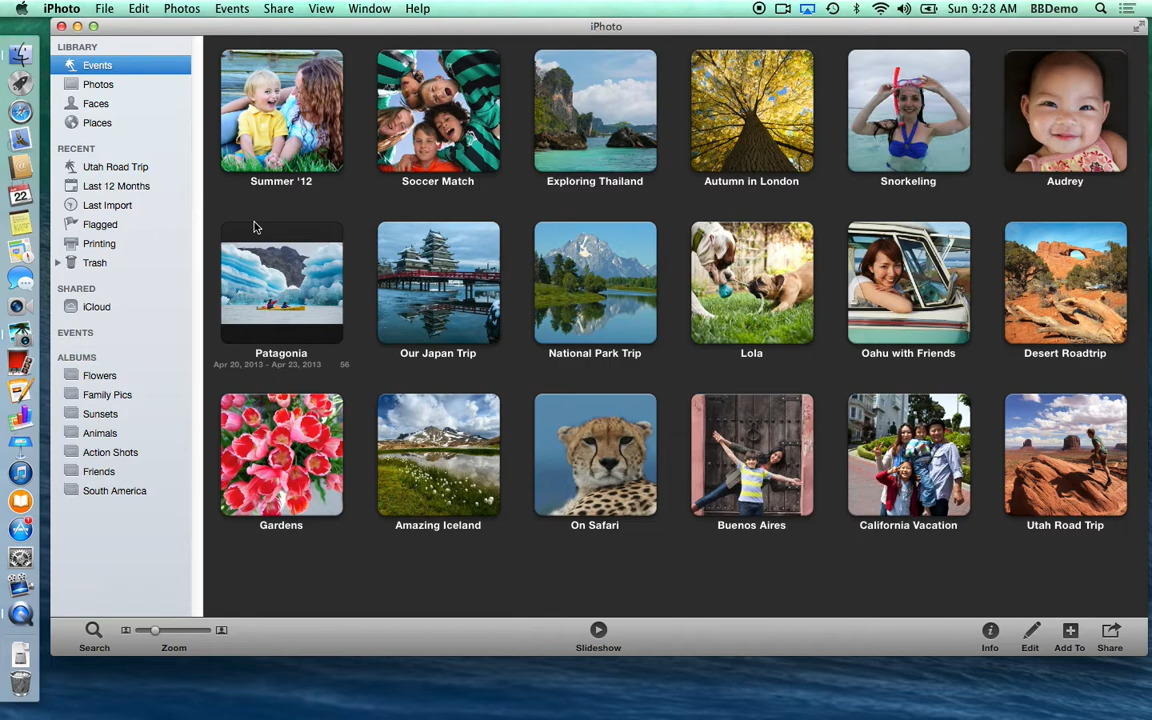 iPhoto File Edit Photos Events Share View Window Help Sun 9:28 AM BBDemo
iPhoto
LIBRARY
Events
Photos
Faces
Places
RECENT
Utah Road Trip
Last 12 Months
Last Import
Flagged
Printing
Trash
SHARED
iCloud
EVENTS
ALBUMS
Flowers
Family Pics
Sunsets
Animals
Action Shots
Friends
South America
Summer '12 Soccer Match Exploring Thailand Autumn in London Snorkeling Audrey
Patagonia Our Japan Trip National Park Trip Lola Oahu with Friends Desert Roadtrip
Apr 20, 2013 - Apr 23, 2013 56
Gardens Amazing Iceland On Safari Buenos Aires California Vacation Utah Road Trip
22
Search Zoom Slideshow Info Edit Add To Share